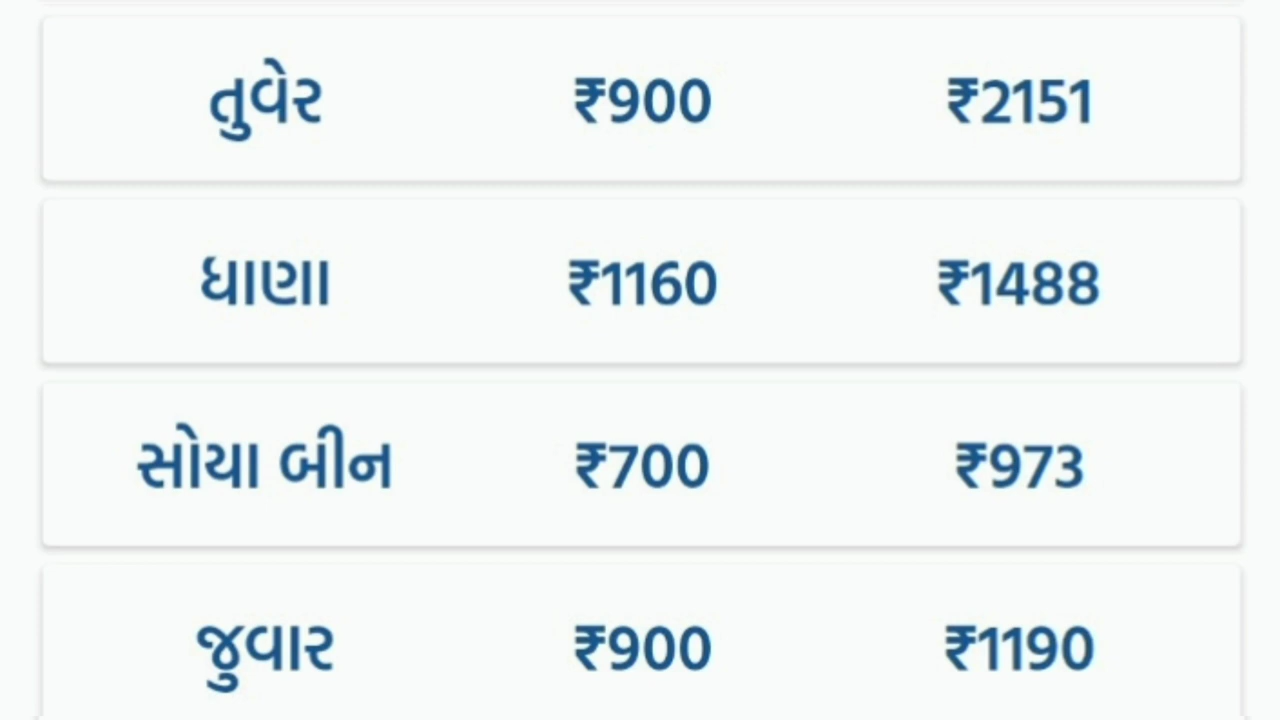 તુવેર ₹900 ₹2151
ધાણા ₹1160 ₹1488
સોયા બીન ₹700 ₹973
જુવાર ₹900 ₹1190